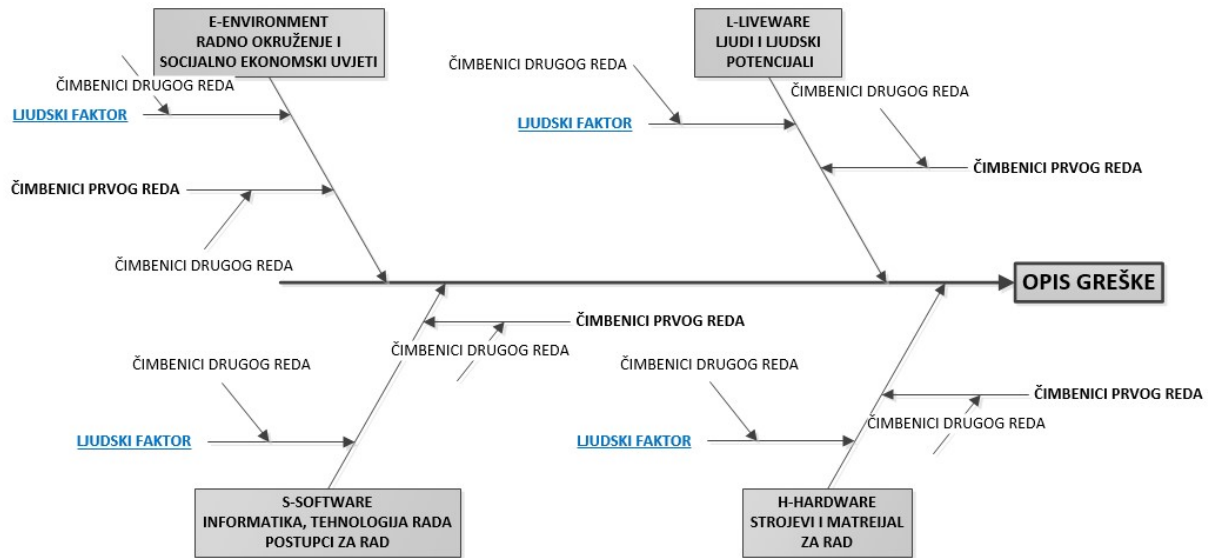 E-ENVIRONMENT
RADNO OKRUŽENJE I
SOCIJALNO EKONOMSKI UVJETI
L-LIVEWARE
LJUDI I LJUDSKI
POTENCIJALI
ČIMBENICI DRUGOG REDA
LJUDSKI FAKTOR
ČIMBENICI PRVOG REDA
ČIMBENICI DRUGOG REDA
ČIMBENICI DRUGOG REDA
LJUDSKI FAKTOR
ČIMBENICI DRUGOG REDA
ČIMBENICI PRVOG REDA
OPIS GREŠKE
ČIMBENICI PRVOG REDA
ČIMBENICI DRUGOG REDA
ČIMBENICI DRUGOG REDA
LJUDSKI FAKTOR
ČIMBENICI DRUGOG REDA
LJUDSKI FAKTOR
ČIMBENICI PRVOG REDA
ČIMBENICI DRUGOG REDA
S-SOFTWARE
INFORMATIKA, TEHNOLOGIJA RADA
POSTUPCI ZA RAD
H-HARDWARE
STROJEVI I MATREIJAL
ZA RAD